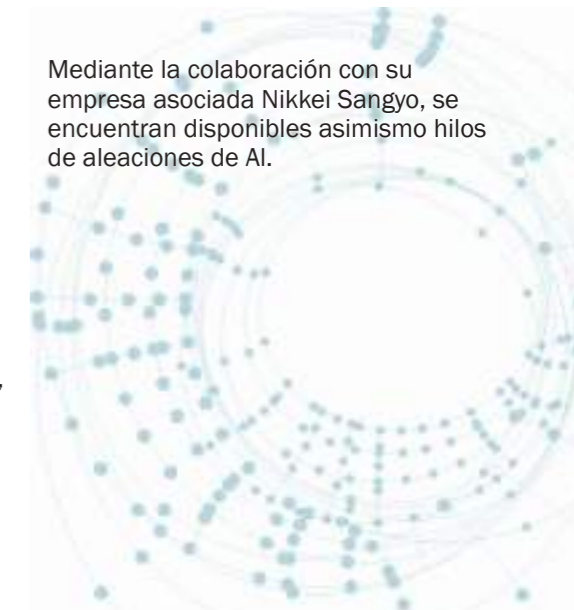 Mediante la colaboración con su
empresa asociada Nikkei Sangyo, se
encuentran disponibles asimismo hilos
de aleaciones de Al.